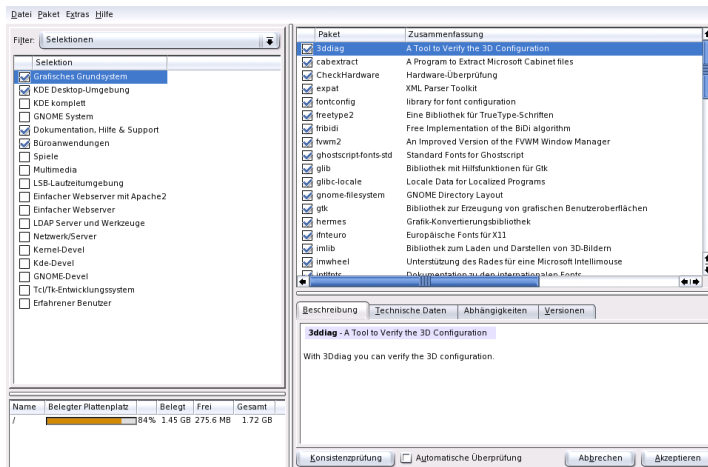 Datei Paket Extras Hilfe
Filter: Selektionen
Selektion
Grafisches Grundsystem
KDE Desktop-Umgebung
KDE komplett
GNOME System
Dokumentation, Hilfe & Support
Büroanwendungen
Spiele
Multimedia
LSB-Laufzeitumgebung
Einfacher Webserver mit Apache2
Einfacher Webserver
LDAP Server und Werkzeuge
Netzwerk/Server
Kernel-Devel
Kde-Devel
GNOME-Devel
Tcl/Tk-Entwicklungssystem
Erfahrener Benutzer
Name Belegter Plattenplatz Belegt Frei Gesamt
/ 84% 1.45 GB 275.6 MB 1.72 GB
Paket Zusammenfassung
3ddiag A Tool to Verify the 3D Configuration
cabextract A Program to Extract Microsoft Cabinet files
CheckHardware Hardware-Überprüfung
expat XML Parser Toolkit
fontconfig library for font configuration
freetype2 Eine Bibliothek für TrueType-Schriften
fribidi Free Implementation of the BiDi algorithm
fvwm2 An Improved Version of the FVWM Window Manager
ghostscript-fonts-std Standard Fonts for Ghostscript
glib Bibliothek mit Hilfsfunktionen für Gtk
glibc-locale Locale Data for Localized Programs
gnome-filesystem GNOME Directory Layout
gtk Bibliothek zur Erzeugung von grafischen Benutzeroberflächen
hermes Grafik-Konvertierungsbibliothek
ifnteuro Europäische Fonts für X11
imlib Bibliothek zum Laden und Darstellen von 3D-Bildern
imwheel Unterstützung des Rades für eine Microsoft Intellimouse
intlfnts Dokumentation zu den internationalen Fonts
Beschreibung Technische Daten Abhängigkeiten Versionen
3ddiag - A Tool to Verify the 3D Configuration
With 3Ddiag you can verify the 3D configuration.
Konsistenzprüfung Automatische Überprüfung Abbrechen Akzeptieren